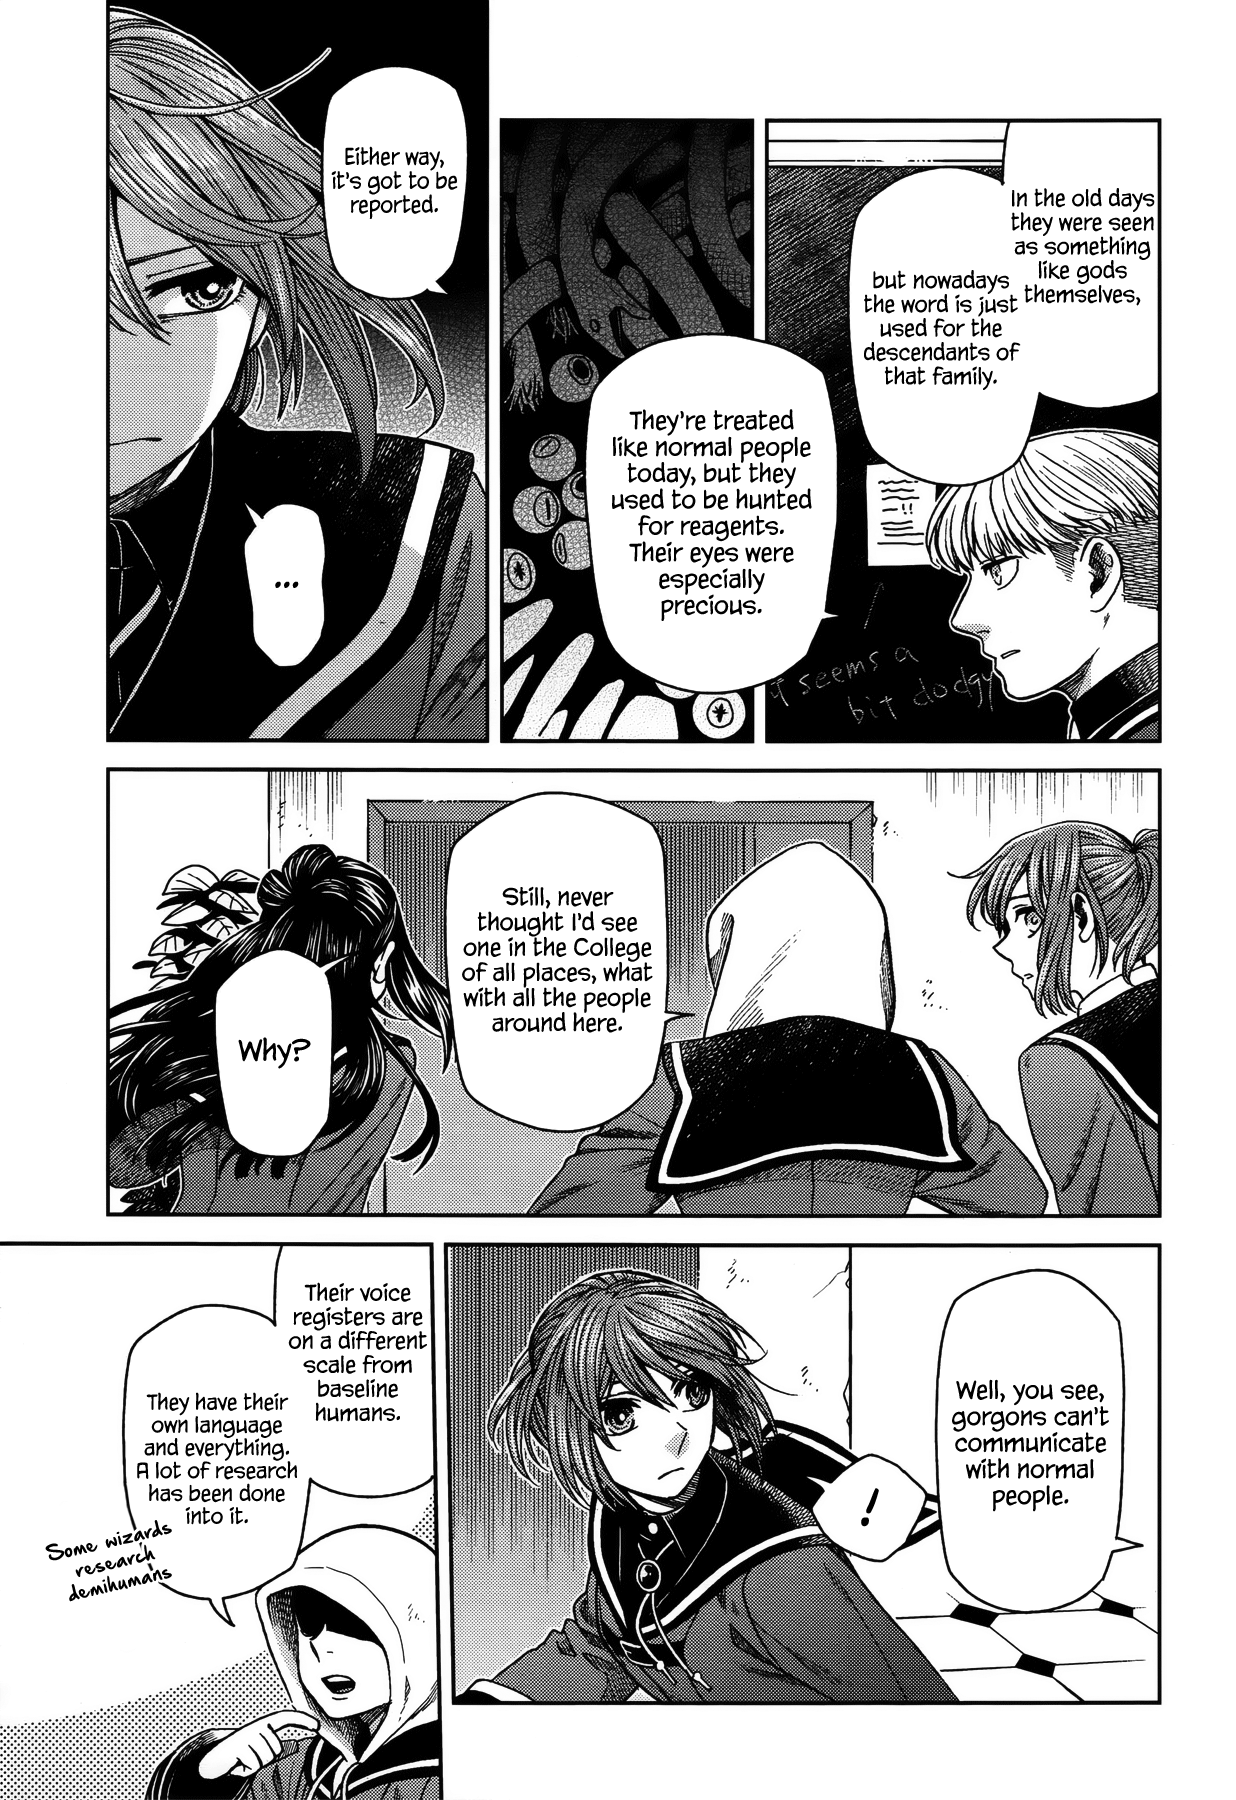 In the old days
they were seen
as something
like gods
themselves,
but nowadays
the word is just
used for the
descendants of
that family.
They're treated
like normal people
today, but they
used to be hunted
for reagents.
Their eyes were
especially
precious.
it seems a
bit dodgy
Either way,
it's got to be
reported.
...
Still, never
thought I'd see
one in the College
of all places, what
with all the people
around here.
Why?
Well, you see,
gorgons can't
communicate
with normal
people.
!
Their voice
registers are
on a different
scale from
baseline
humans.
They have their
own language
and everything.
A lot of research
has been done
into it.
Some wizards
research
demihumans